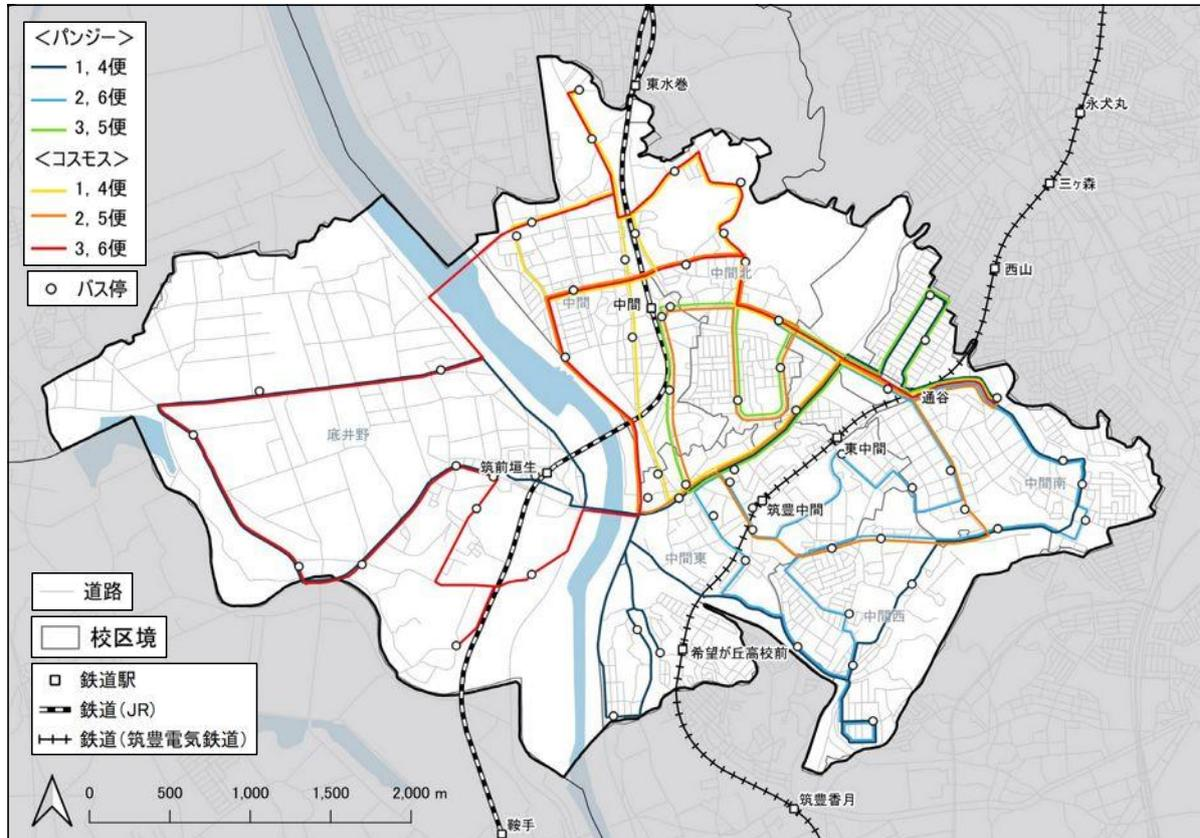 ＜パンジー＞
1, 4便
2, 6便
3, 5便
＜コスモス＞
1, 4便
2, 5便
3, 6便
バス停
東水巻
永犬丸
三ヶ森
西山
中間北
中間
中間
通谷
底井野
東中間
筑前垣生
中間南
筑豊中間
中間東
中間西
希望が丘高校前
筑豊香月
鞍手
道路
校区境
鉄道駅
鉄道(JR)
鉄道(筑豊電気鉄道)
0 500 1,000 1,500 2,000 m